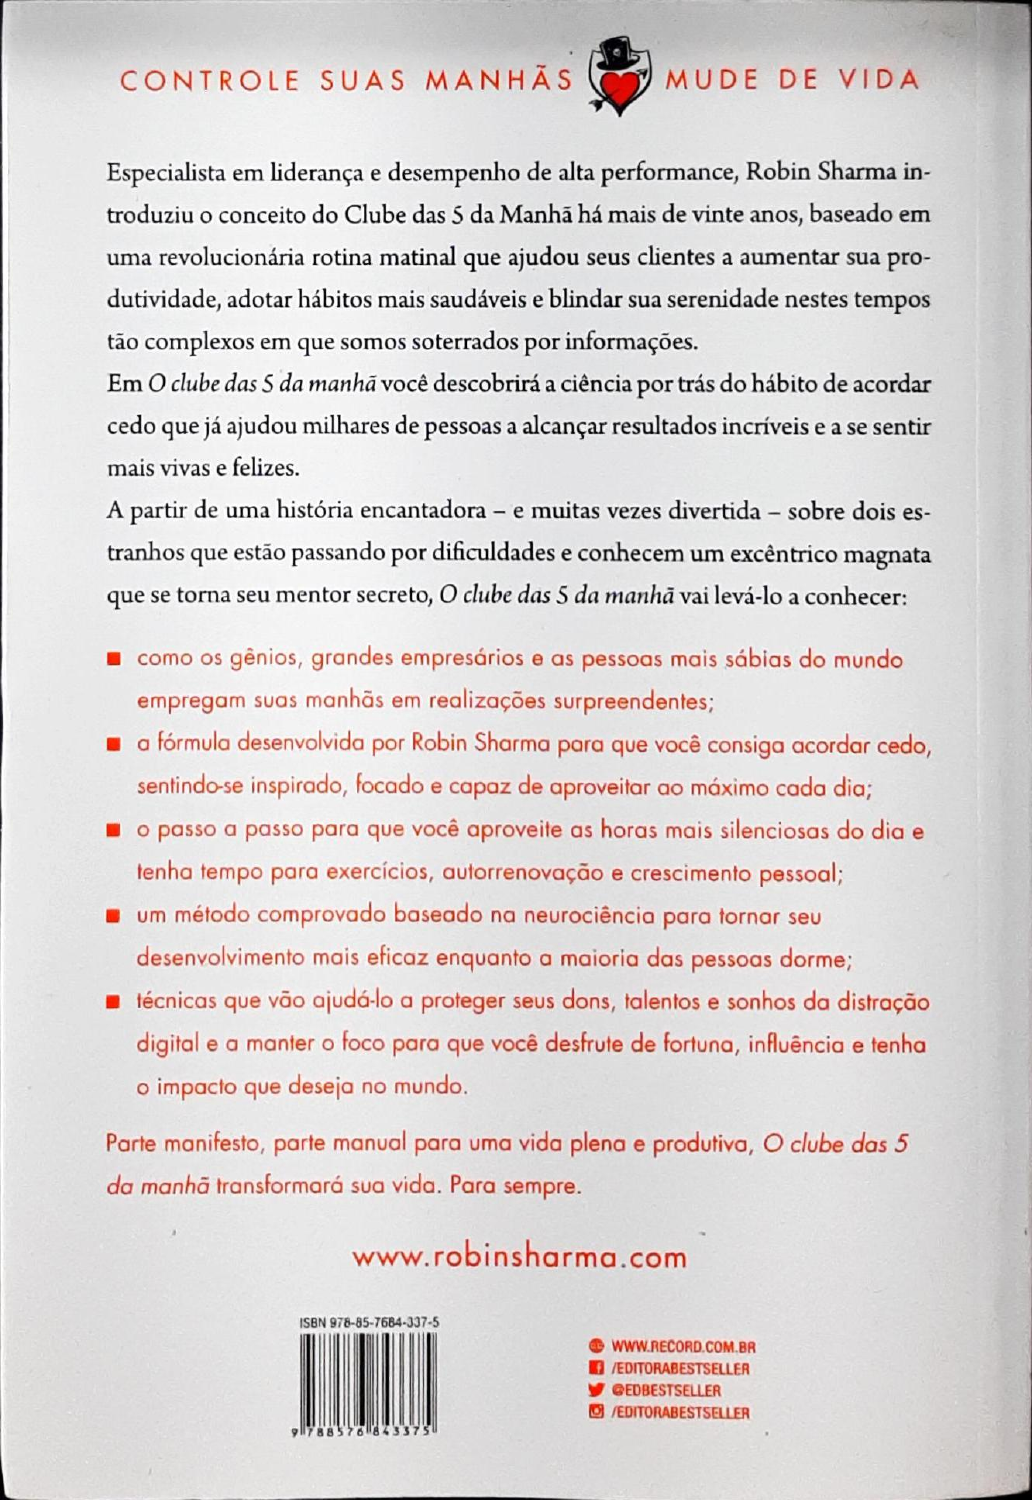 CONTROLE SUAS MANHÃS MUDE DE VIDA
Especialista em liderança e desempenho de alta performance, Robin Sharma in-
troduziu o conceito do Clube das 5 da Manhã há mais de vinte anos, baseado em
uma revolucionária rotina matinal que ajudou seus clientes a aumentar sua pro-
dutividade, adotar hábitos mais saudáveis e blindar sua serenidade nestes tempos
tão complexos em que somos soterrados por informações.
Em O clube das 5 da manhã você descobrirá a ciência por trás do hábito de acordar
cedo que já ajudou milhares de pessoas a alcançar resultados incríveis e a se sentir
mais vivas e felizes.
A partir de uma história encantadora – e muitas vezes divertida – sobre dois es-
tranhos que estão passando por dificuldades e conhecem um excêntrico magnata
que se torna seu mentor secreto, O clube das 5 da manhã vai levá-lo a conhecer:
■ como os gênios, grandes empresários e as pessoas mais sábias do mundo
empregam suas manhãs em realizações surpreendentes;
■ a fórmula desenvolvida por Robin Sharma para que você consiga acordar cedo,
sentindo-se inspirado, focado e capaz de aproveitar ao máximo cada dia;
■ o passo a passo para que você aproveite as horas mais silenciosas do dia e
tenha tempo para exercícios, autorrenovação e crescimento pessoal;
■ um método comprovado baseado na neurociência para tornar seu
desenvolvimento mais eficaz enquanto a maioria das pessoas dorme;
■ técnicas que vão ajudá-lo a proteger seus dons, talentos e sonhos da distração
digital e a manter o foco para que você desfrute de fortuna, influência e tenha
o impacto que deseja no mundo.
Parte manifesto, parte manual para uma vida plena e produtiva, O clube das 5
da manhã transformará sua vida. Para sempre.
www.robinsharma.com
ISBN 978-85-7684-337-5
9 788576 843375
WWW.RECORD.COM.BR
/EDITORABESTSELLER
@EDBESTSELLER
/EDITORABESTSELLER